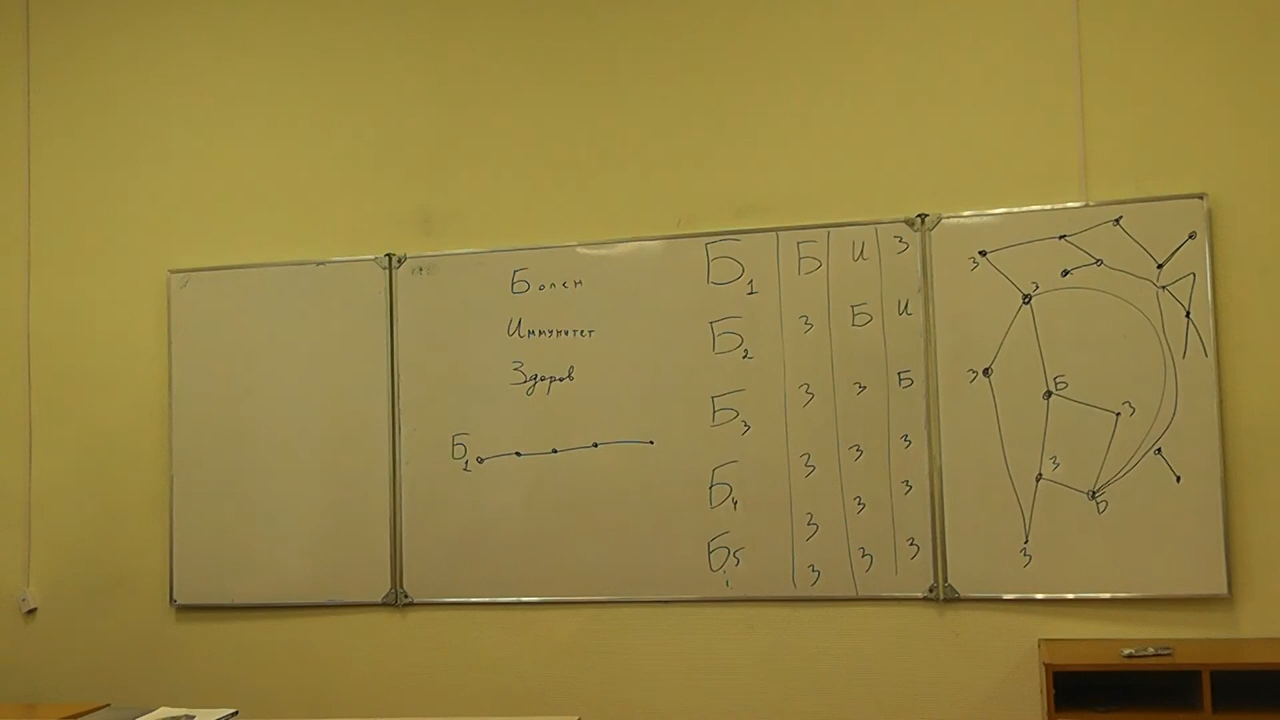 Болен
Иммунитет
Здоров
Б1
Б1 Б И З
Б2 З Б И
Б3 З З Б
Б4 З З З
Б5 З З З
З З З
З
З
З
Б
З
З
Б
З